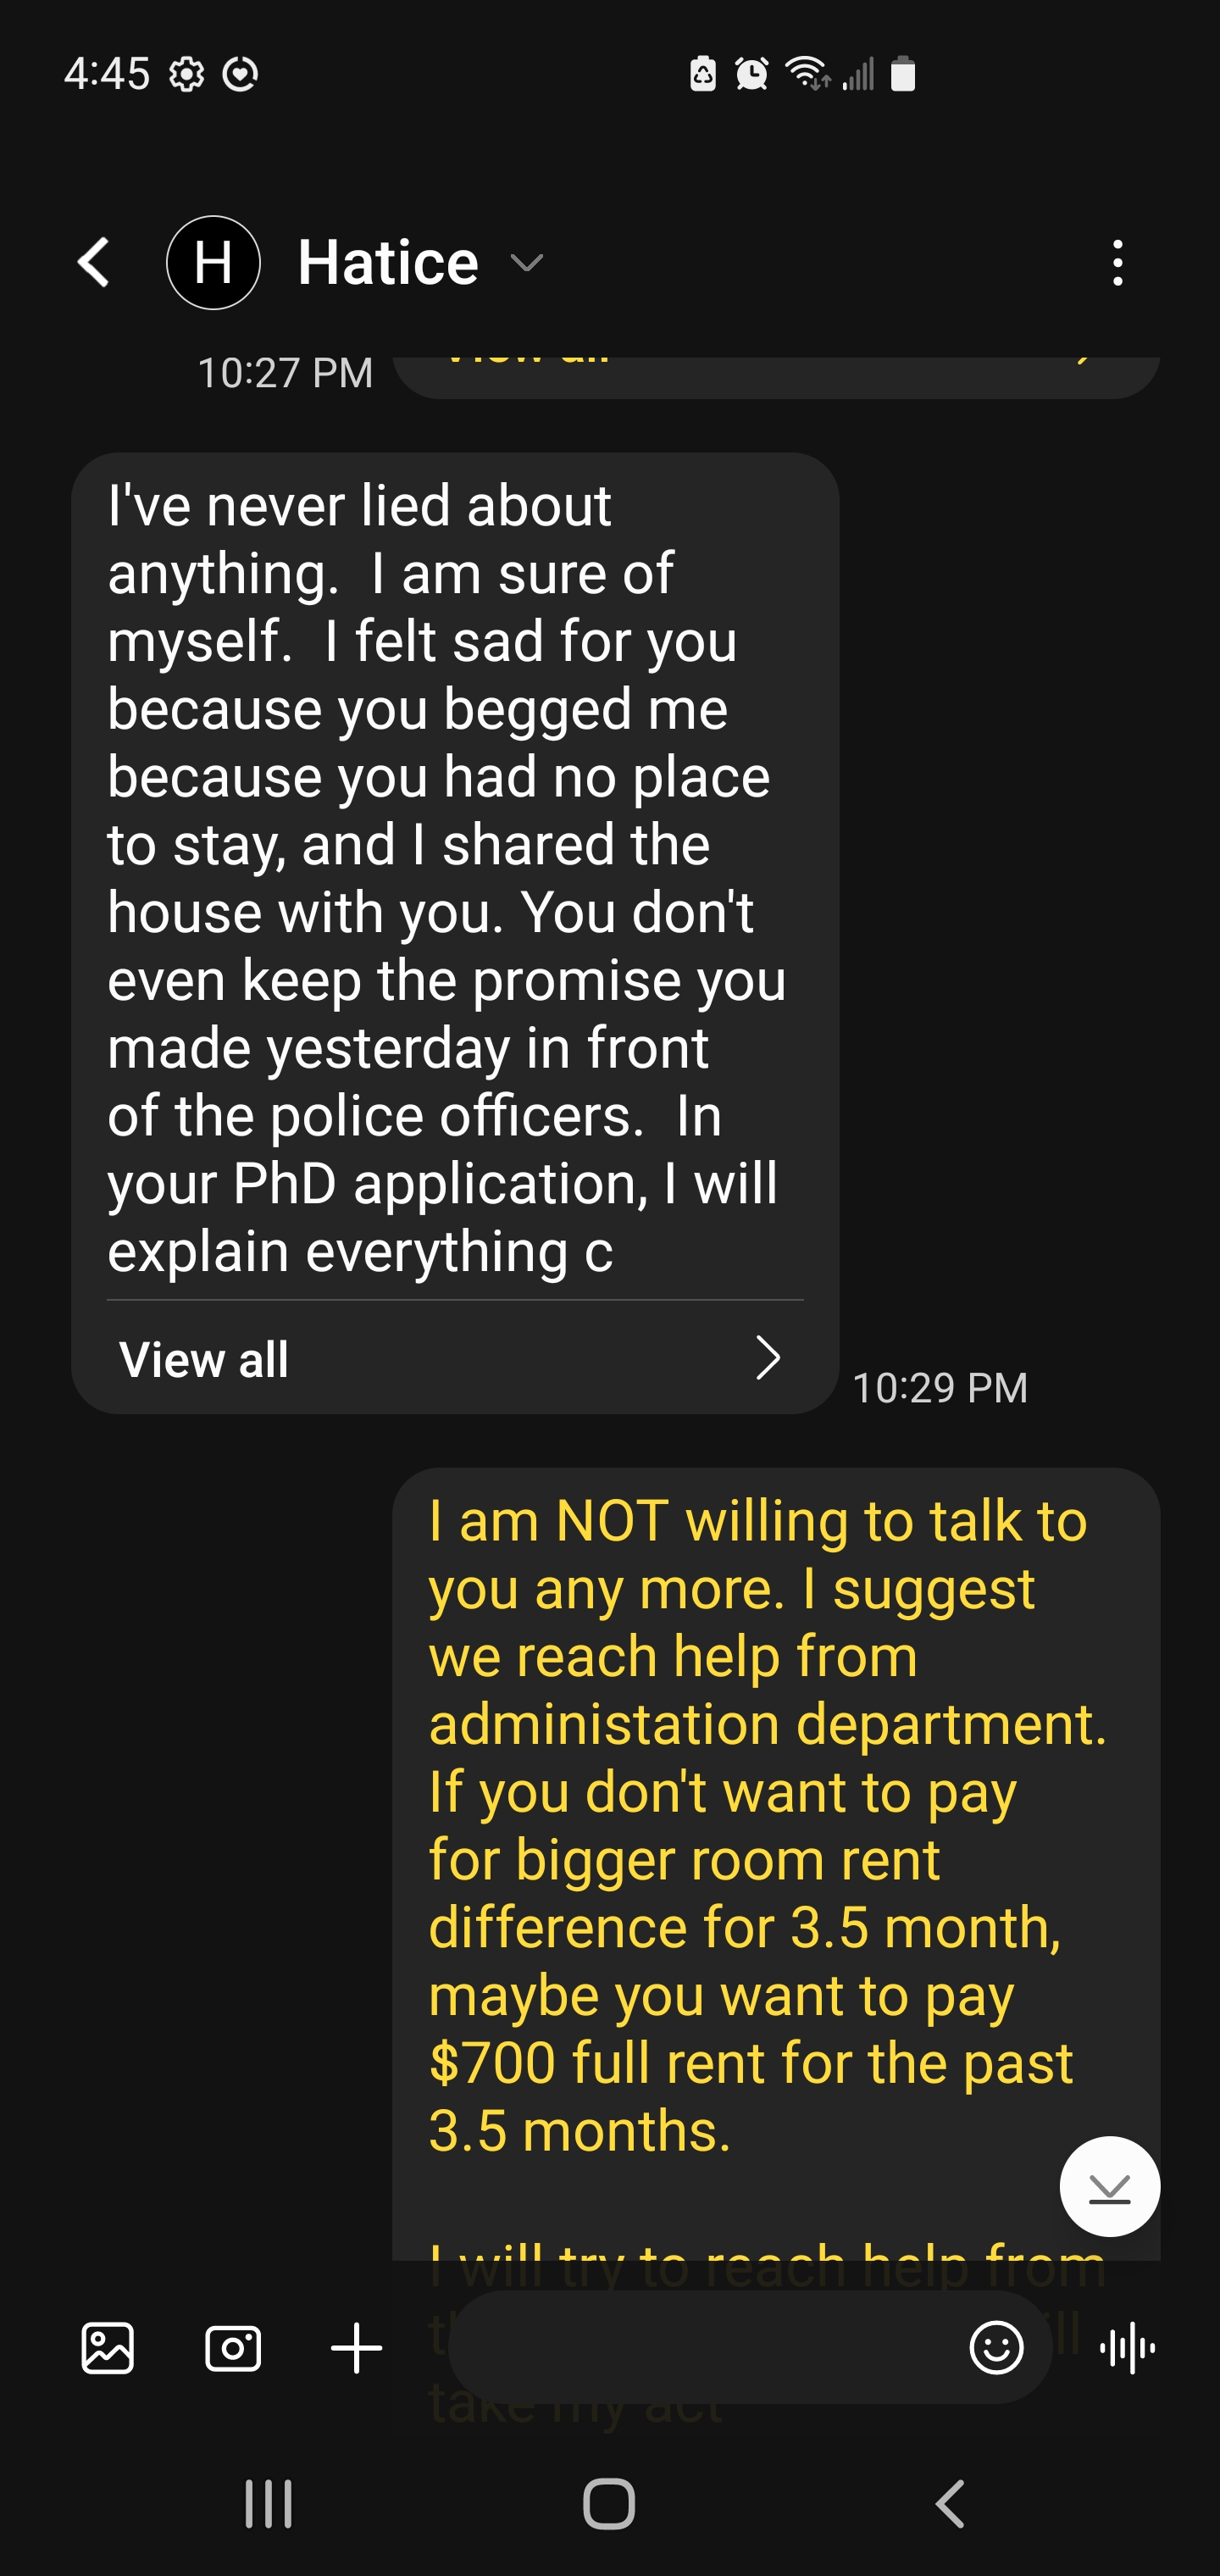 4:45
H Hatice
View all
10:27 PM
I've never lied about
anything.  I am sure of
myself.  I felt sad for you
because you begged me
because you had no place
to stay, and I shared the
house with you. You don't
even keep the promise you
made yesterday in front
of the police officers.  In
your PhD application, I will
explain everything c
View all
10:29 PM
I am NOT willing to talk to
you any more. I suggest
we reach help from
administation department.
If you don't want to pay
for bigger room rent
difference for 3.5 month,
maybe you want to pay
$700 full rent for the past
3.5 months.
I will try to reach help from
take my act